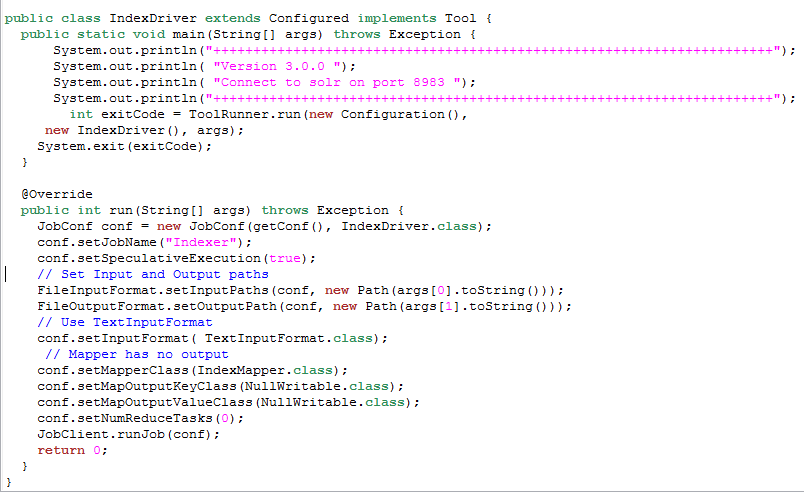 public class IndexDriver extends Configured implements Tool {
  public static void main(String[] args) throws Exception {
      System.out.println("++++++++++++++++++++++++++++++++++++++++++++++++++++++++++++++++++++++");
      System.out.println( "Version 3.0.0 ");
      System.out.println( "Connect to solr on port 8983 ");
      System.out.println("++++++++++++++++++++++++++++++++++++++++++++++++++++++++++++++++++++++");
        int exitCode = ToolRunner.run(new Configuration(),
     new IndexDriver(), args);
    System.exit(exitCode);
  }
  @Override
  public int run(String[] args) throws Exception {
    JobConf conf = new JobConf(getConf(), IndexDriver.class);
    conf.setJobName("Indexer");
    conf.setSpeculativeExecution(true);
    // Set Input and Output paths
    FileInputFormat.setInputPaths(conf, new Path(args[0].toString()));
    FileOutputFormat.setOutputPath(conf, new Path(args[1].toString()));
    // Use TextInputFormat
    conf.setInputFormat( TextInputFormat.class);
     // Mapper has no output
    conf.setMapperClass(IndexMapper.class);
    conf.setMapOutputKeyClass(NullWritable.class);
    conf.setMapOutputValueClass(NullWritable.class);
    conf.setNumReduceTasks(0);
    JobClient.runJob(conf);
    return 0;
  }
}